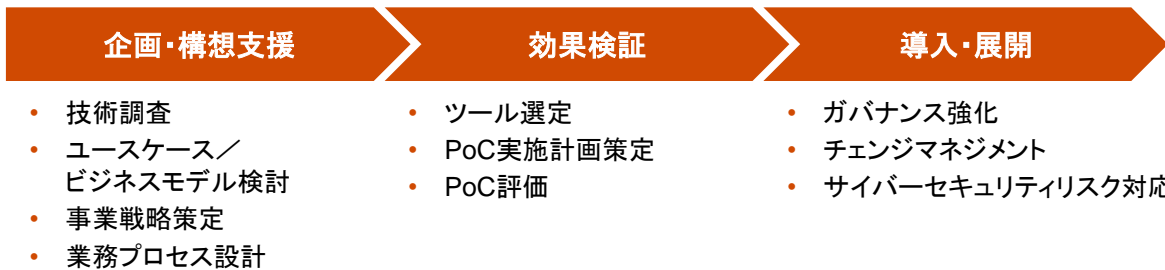 企画・構想支援
効果検証
導入・展開
• 技術調査
• ユースケース／
ビジネスモデル検討
• 事業戦略策定
• 業務プロセス設計
• ツール選定
• PoC実施計画策定
• PoC評価
• ガバナンス強化
• チェンジマネジメント
• サイバーセキュリティリスク対応